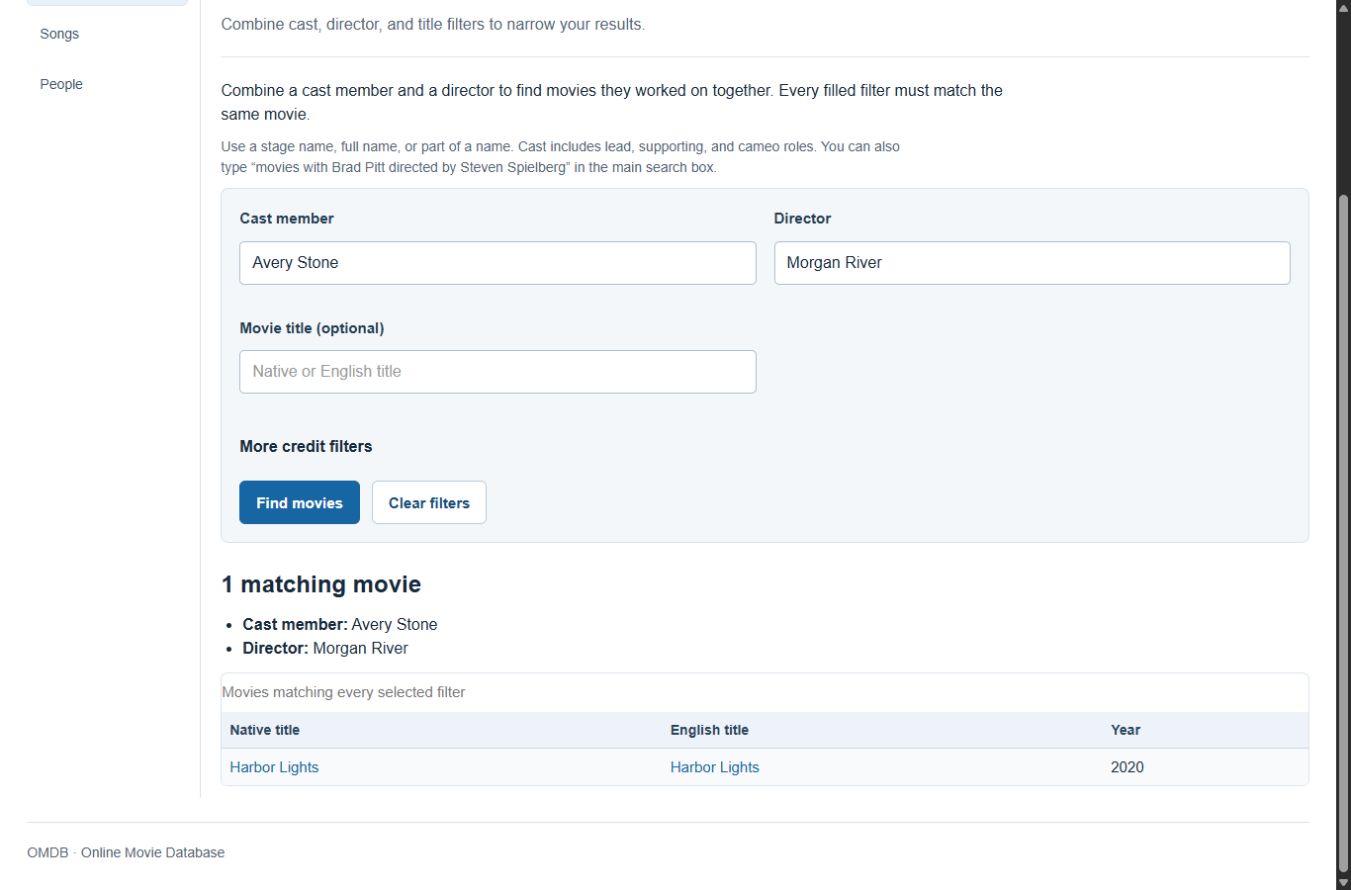 Songs
People
Combine cast, director, and title filters to narrow your results.
Combine a cast member and a director to find movies they worked on together. Every filled filter must match the
same movie.
Use a stage name, full name, or part of a name. Cast includes lead, supporting, and cameo roles. You can also
type “movies with Brad Pitt directed by Steven Spielberg” in the main search box.
Cast member
Director
Avery Stone
Morgan River
Movie title (optional)
Native or English title
More credit filters
Find movies
Clear filters
1 matching movie
• Cast member: Avery Stone
• Director: Morgan River
Movies matching every selected filter
Native title English title Year
Harbor Lights Harbor Lights 2020
OMDB · Online Movie Database